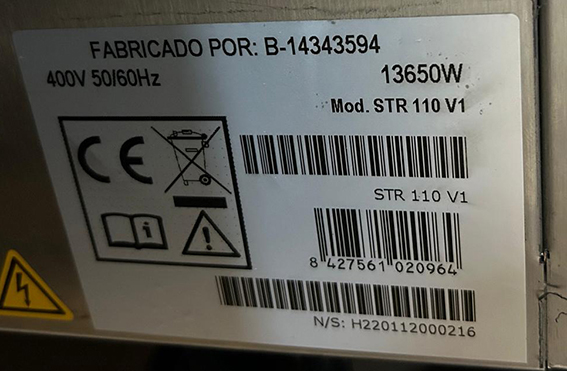 FABRICADO POR: B-14343594
400V 50/60Hz 13650W
Mod. STR 110 V1
CE
STR 110 V1
8 427561 020964
N/S: H220112000216